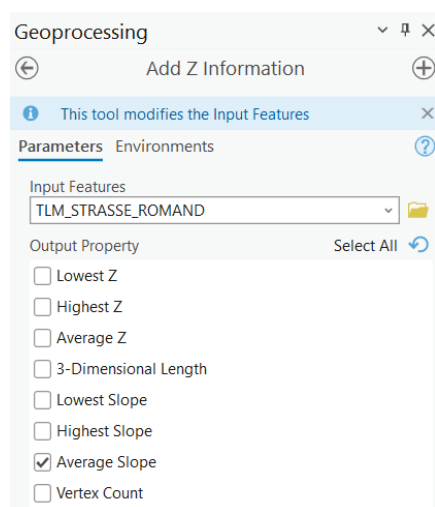 Geoprocessing
Add Z Information
This tool modifies the Input Features
Parameters Environments
Input Features
TLM_STRASSE_ROMAND
Output Property Select All
Lowest Z
Highest Z
Average Z
3-Dimensional Length
Lowest Slope
Highest Slope
Average Slope
Vertex Count